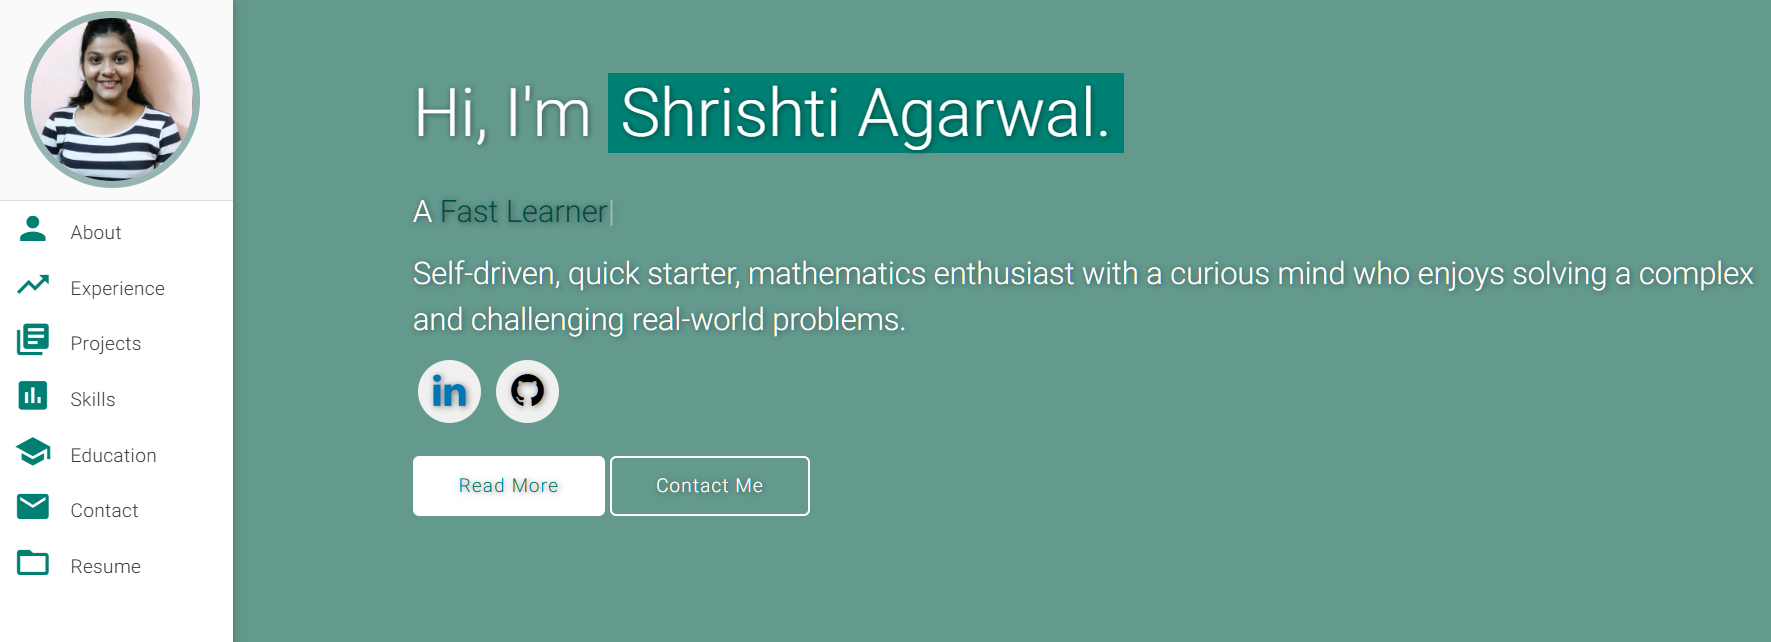 Hi, I'm Shrishti Agarwal.
A Fast Learner|
Self-driven, quick starter, mathematics enthusiast with a curious mind who enjoys solving a complex
and challenging real-world problems.
in
Read More
Contact Me
About
Experience
Projects
Skills
Education
Contact
Resume